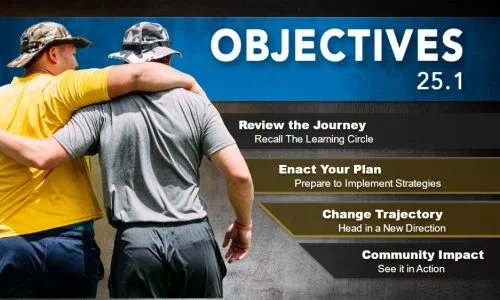 OBJECTIVES
25.1
Review the Journey
Recall The Learning Circle
Enact Your Plan
Prepare to Implement Strategies
Change Trajectory
Head in a New Direction
Community Impact
See it in Action